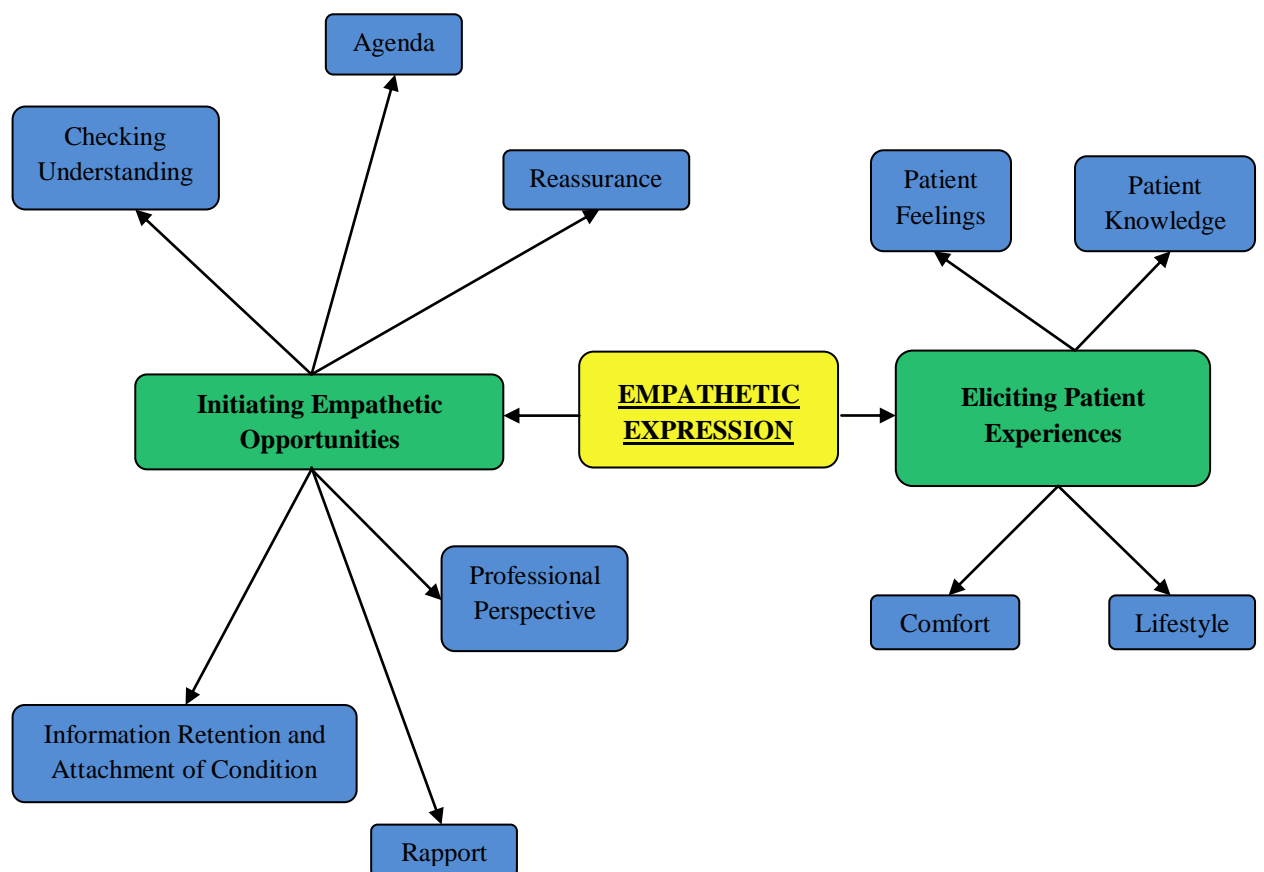 Agenda
Checking
Understanding
Reassurance
Patient
Feelings
Patient
Knowledge
Initiating Empathetic
Opportunities
EMPATHETIC
EXPRESSION
Eliciting Patient
Experiences
Professional
Perspective
Comfort
Lifestyle
Information Retention and
Attachment of Condition
Rapport